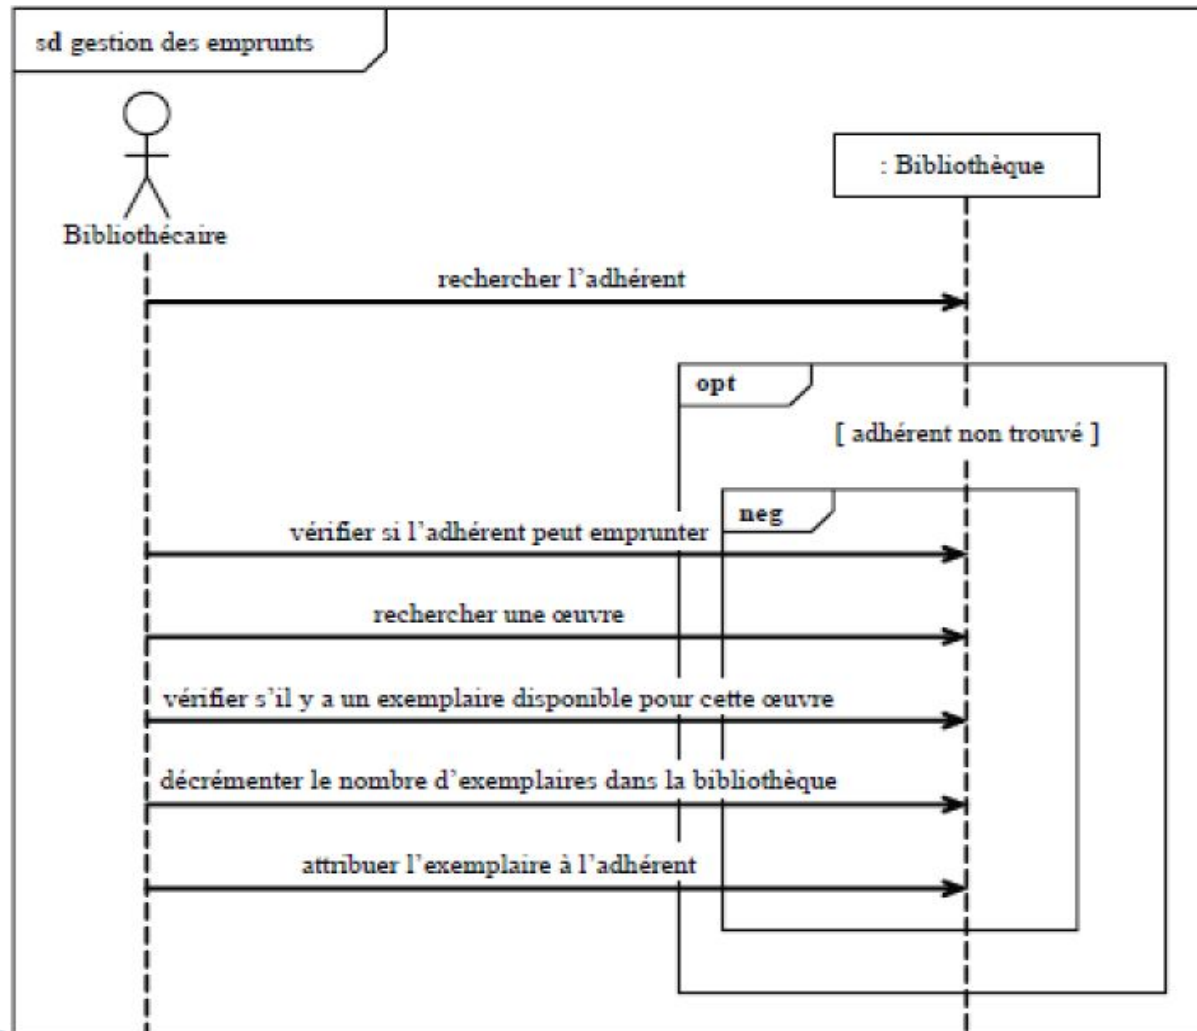 sd gestion des emprunts
: Bibliothèque
Bibliothécaire
rechercher l’adhérent
opt
[ adhérent non trouvé ]
neg
vérifier si l’adhérent peut emprunter
rechercher une œuvre
vérifier s’il y a un exemplaire disponible pour cette œuvre
décrémenter le nombre d’exemplaires dans la bibliothèque
attribuer l’exemplaire à l’adhérent